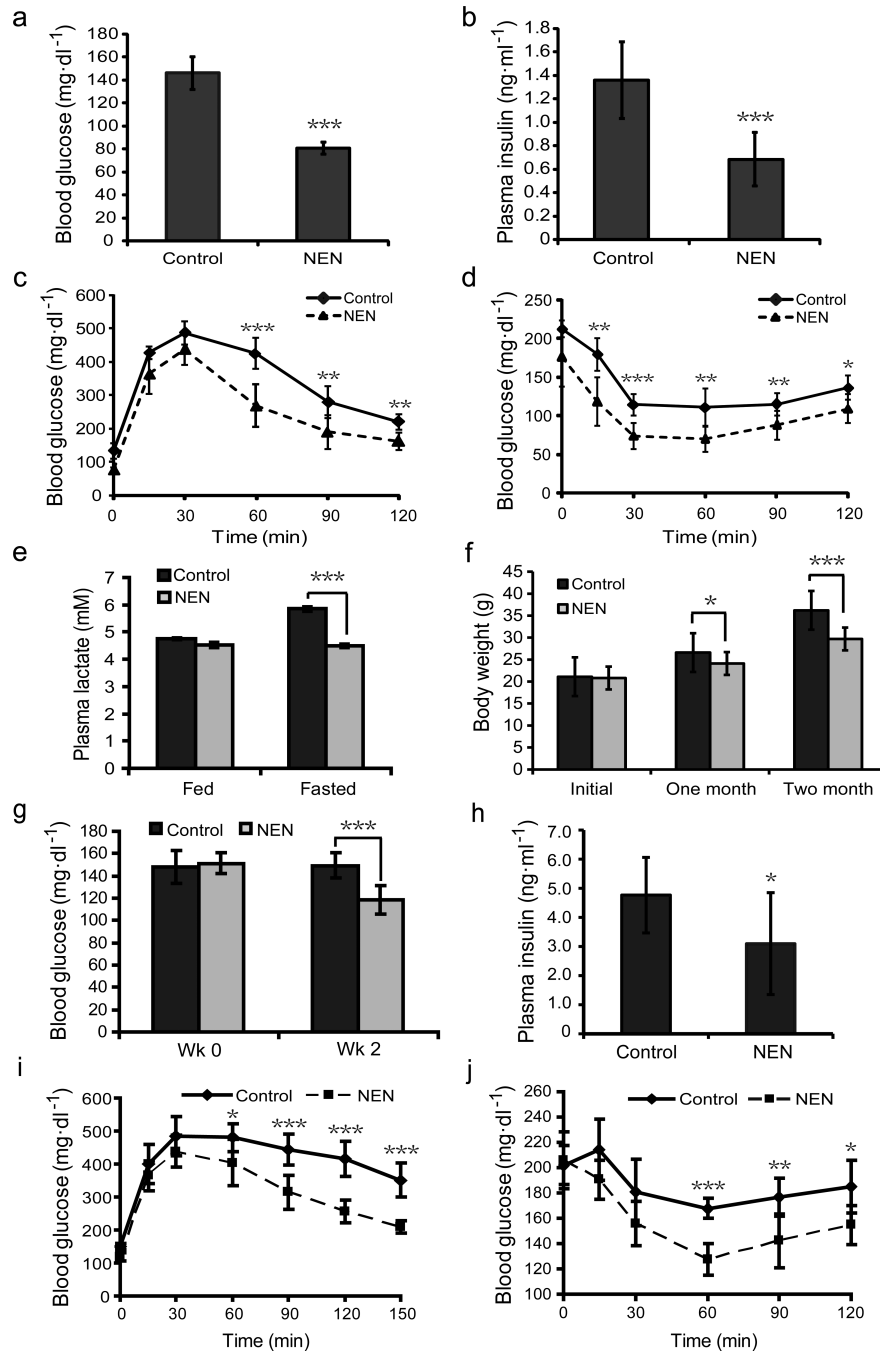 a
Blood glucose (mg·dl⁻¹)
200
180
160
140
120
100
80
60
40
20
0
***
Control NEN
b
Plasma insulin (ng·ml⁻¹)
1.8
1.6
1.4
1.2
1.0
0.8
0.6
0.4
0.2
0
***
Control NEN
c
Blood glucose (mg·dl⁻¹)
600
500
400
300
200
100
0
Control
NEN
***
**
**
0 30 60 90 120
Time (min)
d
Blood glucose (mg·dl⁻¹)
250
200
150
100
50
0
Control
NEN
**
***
**
**
*
0 30 60 90 120
Time (min)
e
Plasma lactate (mM)
7
6
5
4
3
2
1
0
Control
NEN
***
Fed Fasted
f
Body weight (g)
45
40
35
30
25
20
15
10
5
0
Control
NEN
*
***
Initial One month Two month
g
Blood glucose (mg·dl⁻¹)
180
160
140
120
100
80
60
40
20
0
Control NEN
***
Wk 0 Wk 2
h
Plasma insulin (ng·ml⁻¹)
7.0
6.0
5.0
4.0
3.0
2.0
1.0
0
*
Control NEN
i
Blood glucose (mg·dl⁻¹)
600
500
400
300
200
100
0
Control NEN
*
***
***
***
0 30 60 90 120 150
Time (min)
j
Blood glucose (mg·dl⁻¹)
260
240
220
200
180
160
140
120
100
Control NEN
***
**
*
0 30 60 90 120
Time (min)